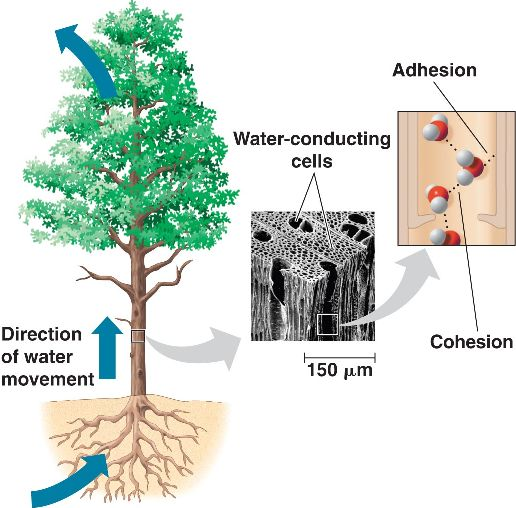 Adhesion
Water-conducting
cells
Direction
of water
movement
Cohesion
150 μm